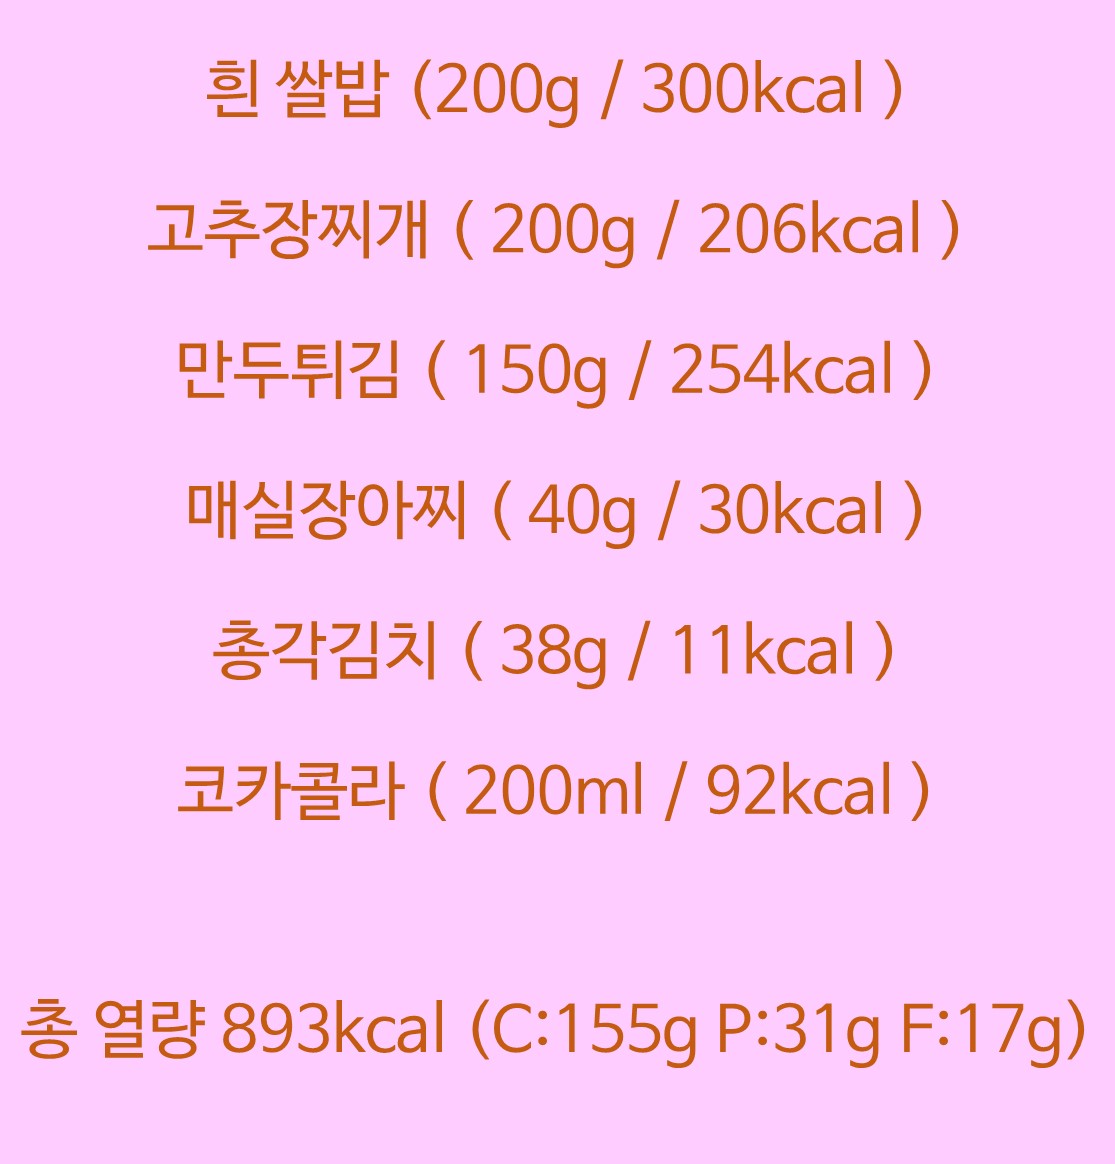 흰 쌀밥 (200g / 300kcal )
고추장찌개 ( 200g / 206kcal )
만두튀김 ( 150g / 254kcal )
매실장아찌 ( 40g / 30kcal )
총각김치 ( 38g / 11kcal )
코카콜라 ( 200ml / 92kcal )
총 열량 893kcal (C:155g P:31g F:17g)